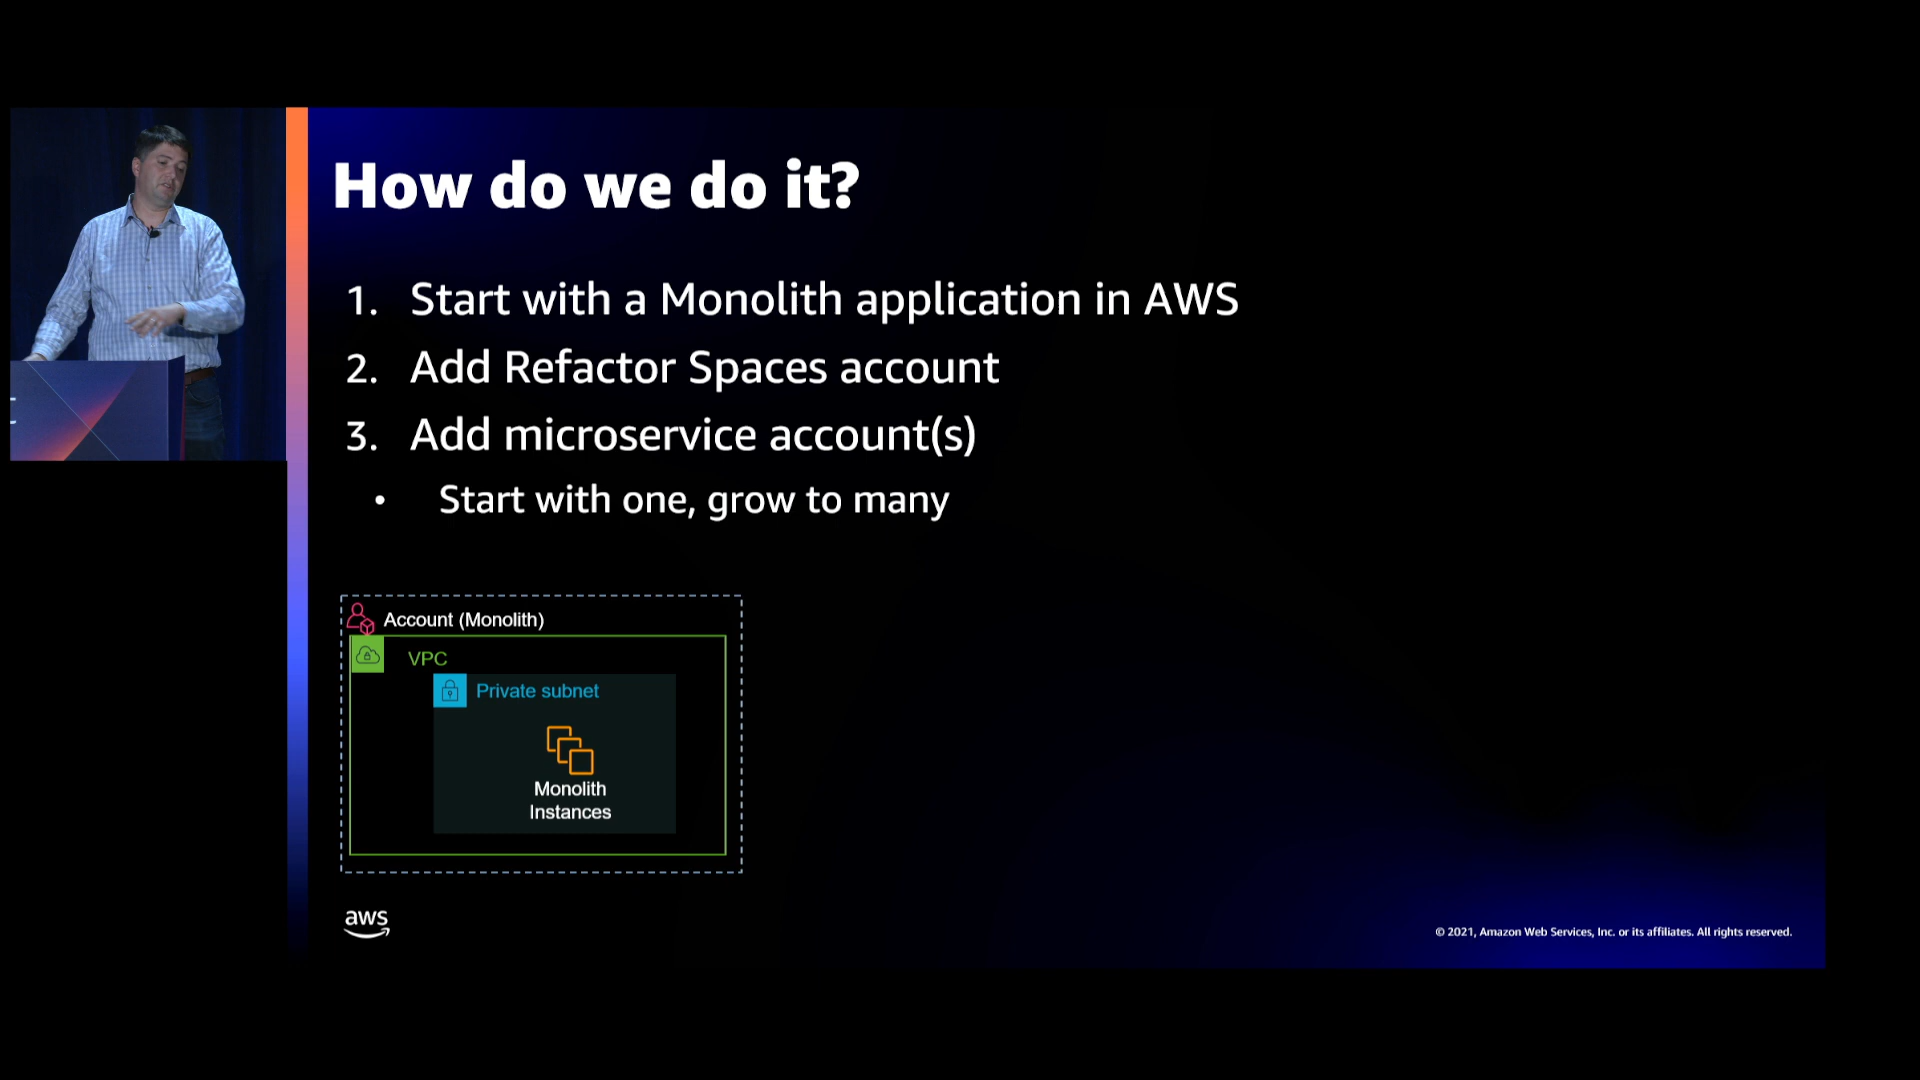 How do we do it?
1. Start with a Monolith application in AWS
2. Add Refactor Spaces account
3. Add microservice account(s)
• Start with one, grow to many
Account (Monolith)
VPC
Private subnet
Monolith
Instances
aws
© 2021, Amazon Web Services, Inc. or its affiliates. All rights reserved.